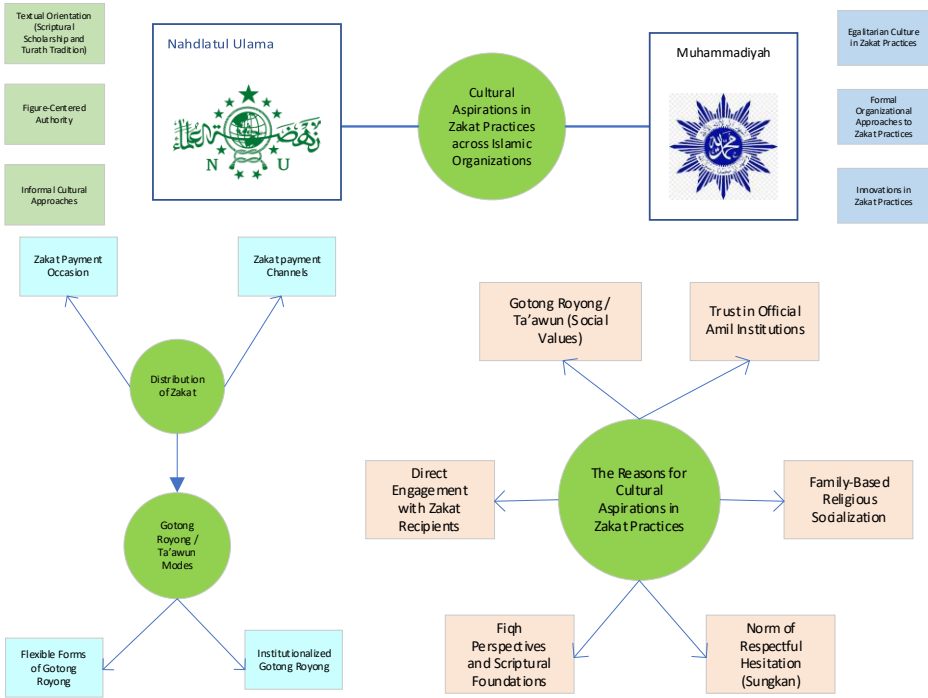 Textual Orientation
(Scriptural
Scholarship and
Turath Tradition)
Figure-Centered
Authority
Informal Cultural
Approaches
Nahdlatul Ulama
N U
Cultural
Aspirations in
Zakat Practices
across Islamic
Organizations
Muhammadiyah
محمدية
Egalitarian Culture
in Zakat Practices
Formal
Organizational
Approaches to
Zakat Practices
Innovations in
Zakat Practices
Zakat Payment
Occasion
Zakat payment
Channels
Distribution
of Zakat
Gotong
Royong /
Ta’awun
Modes
Flexible Forms
of Gotong
Royong
Institutionalized
Gotong Royong
Gotong Royong /
Ta’awun (Social
Values)
Trust in Official
Amil Institutions
Direct
Engagement
with Zakat
Recipients
The Reasons for
Cultural
Aspirations in
Zakat Practices
Family-Based
Religious
Socialization
Fiqh
Perspectives
and Scriptural
Foundations
Norm of
Respectful
Hesitation
(Sungkan)